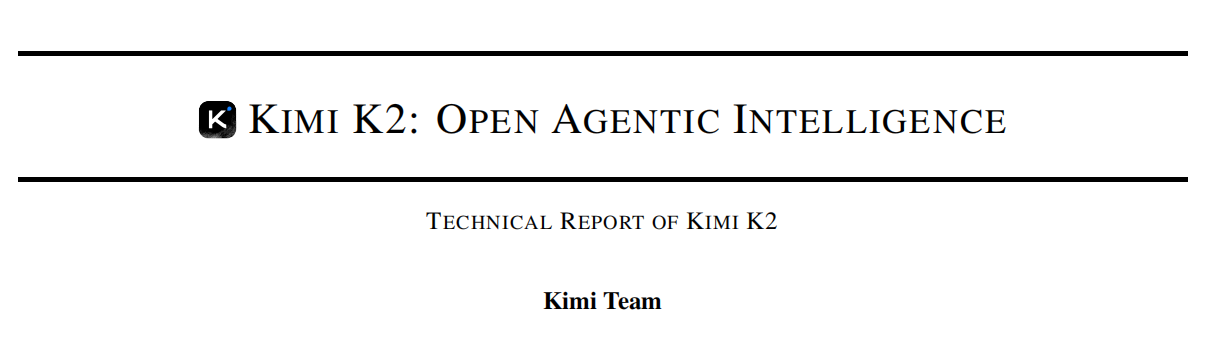 KIMI K2: OPEN AGENTIC INTELLIGENCE
TECHNICAL REPORT OF KIMI K2
Kimi Team